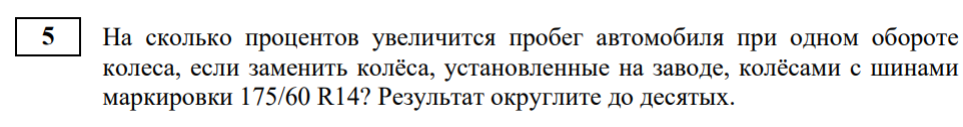 5 На сколько процентов увеличится пробег автомобиля при одном обороте
колеса, если заменить колёса, установленные на заводе, колёсами с шинами
маркировки 175/60 R14? Результат округлите до десятых.